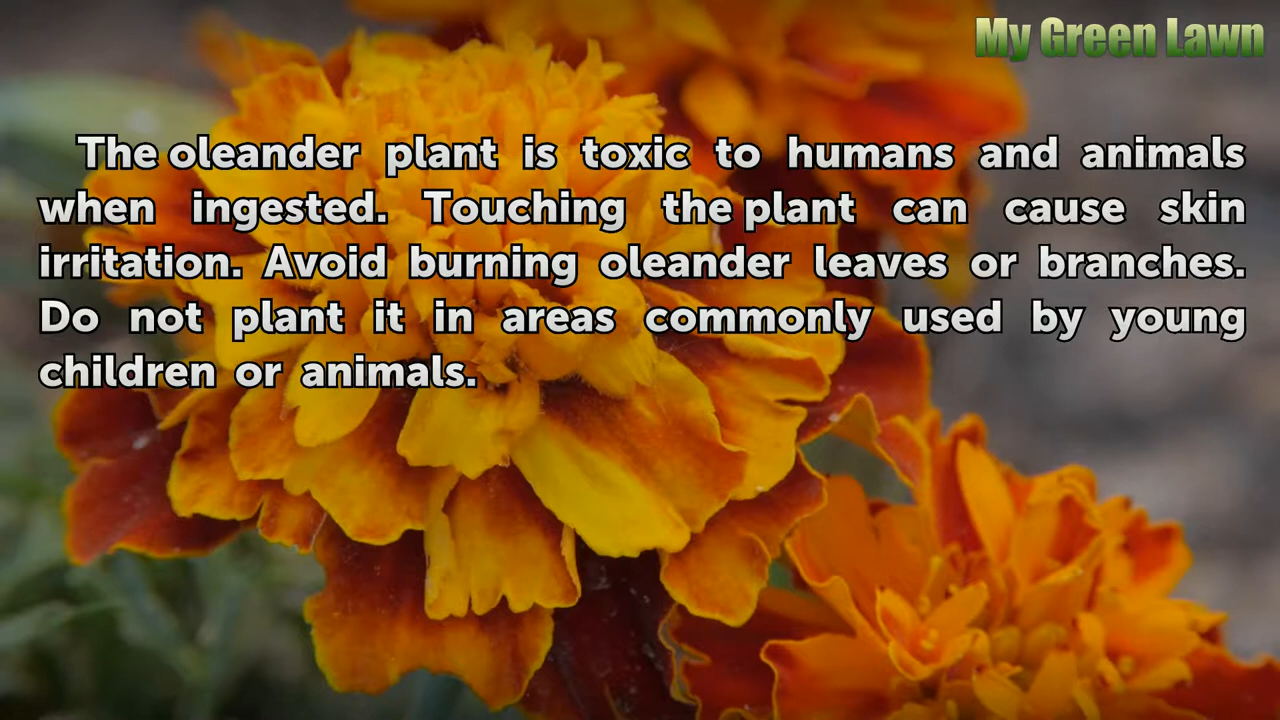 My Green Lawn
The oleander plant is toxic to humans and animals
when ingested. Touching the plant can cause skin
irritation. Avoid burning oleander leaves or branches.
Do not plant it in areas commonly used by young
children or animals.